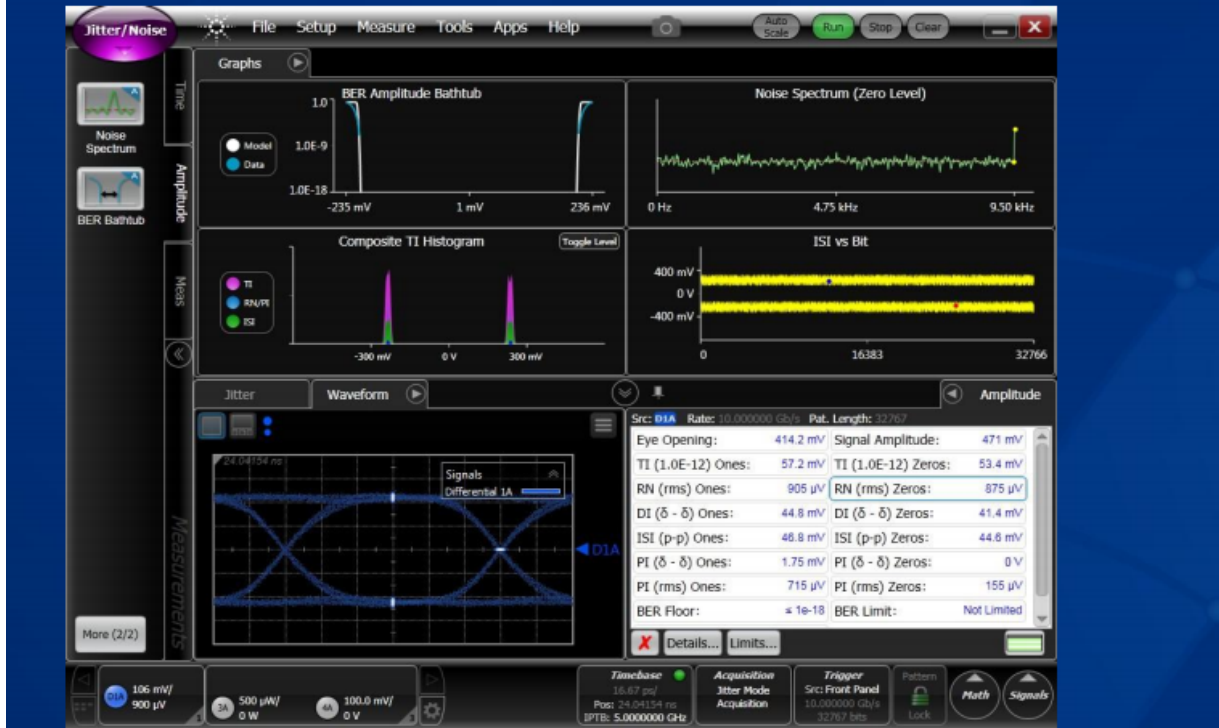 Jitter/Noise File Setup Measure Tools Apps Help Auto Scale Run Stop Clear
Graphs
Time
Amplitude
Meas
Measurements
Noise Spectrum
BER Bathtub
More (2/2)
BER Amplitude Bathtub
Model
Data
1.0
1.0E-9
1.0E-18
-235 mV 1 mV 236 mV
Noise Spectrum (Zero Level)
0 Hz 4.75 kHz 9.50 kHz
Composite TI Histogram Toggle Level
TI
RN/PI
ISI
-300 mV 0 V 300 mV
ISI vs Bit
400 mV
0 V
-400 mV
0 16383 32766
Jitter Waveform Amplitude
24.04154 ns
Signals
Differential 1A
D1A
Src: D1A Rate: 10.000000 Gb/s Pat. Length: 32767
Eye Opening: 414.2 mV Signal Amplitude: 471 mV
TI (1.0E-12) Ones: 57.2 mV TI (1.0E-12) Zeros: 53.4 mV
RN (rms) Ones: 905 µV RN (rms) Zeros: 875 µV
DI (δ - δ) Ones: 44.8 mV DI (δ - δ) Zeros: 41.4 mV
ISI (p-p) Ones: 46.8 mV ISI (p-p) Zeros: 44.6 mV
PI (δ - δ) Ones: 1.75 mV PI (δ - δ) Zeros: 0 V
PI (rms) Ones: 715 µV PI (rms) Zeros: 155 µV
BER Floor: ≤ 1e-18 BER Limit: Not Limited
Details... Limits...
D1A 106 mV/
900 µV
1
3A 500 µW/
0 W
4A 100.0 mV/
0 V
Timebase
16.67 ps/
Pos: 24.04154 ns
IPTB: 5.0000000 GHz
Acquisition
Jitter Mode
Acquisition
Trigger
Src: Front Panel
10.000000 Gb/s
32767 bits
Pattern
Lock
Math
Signals